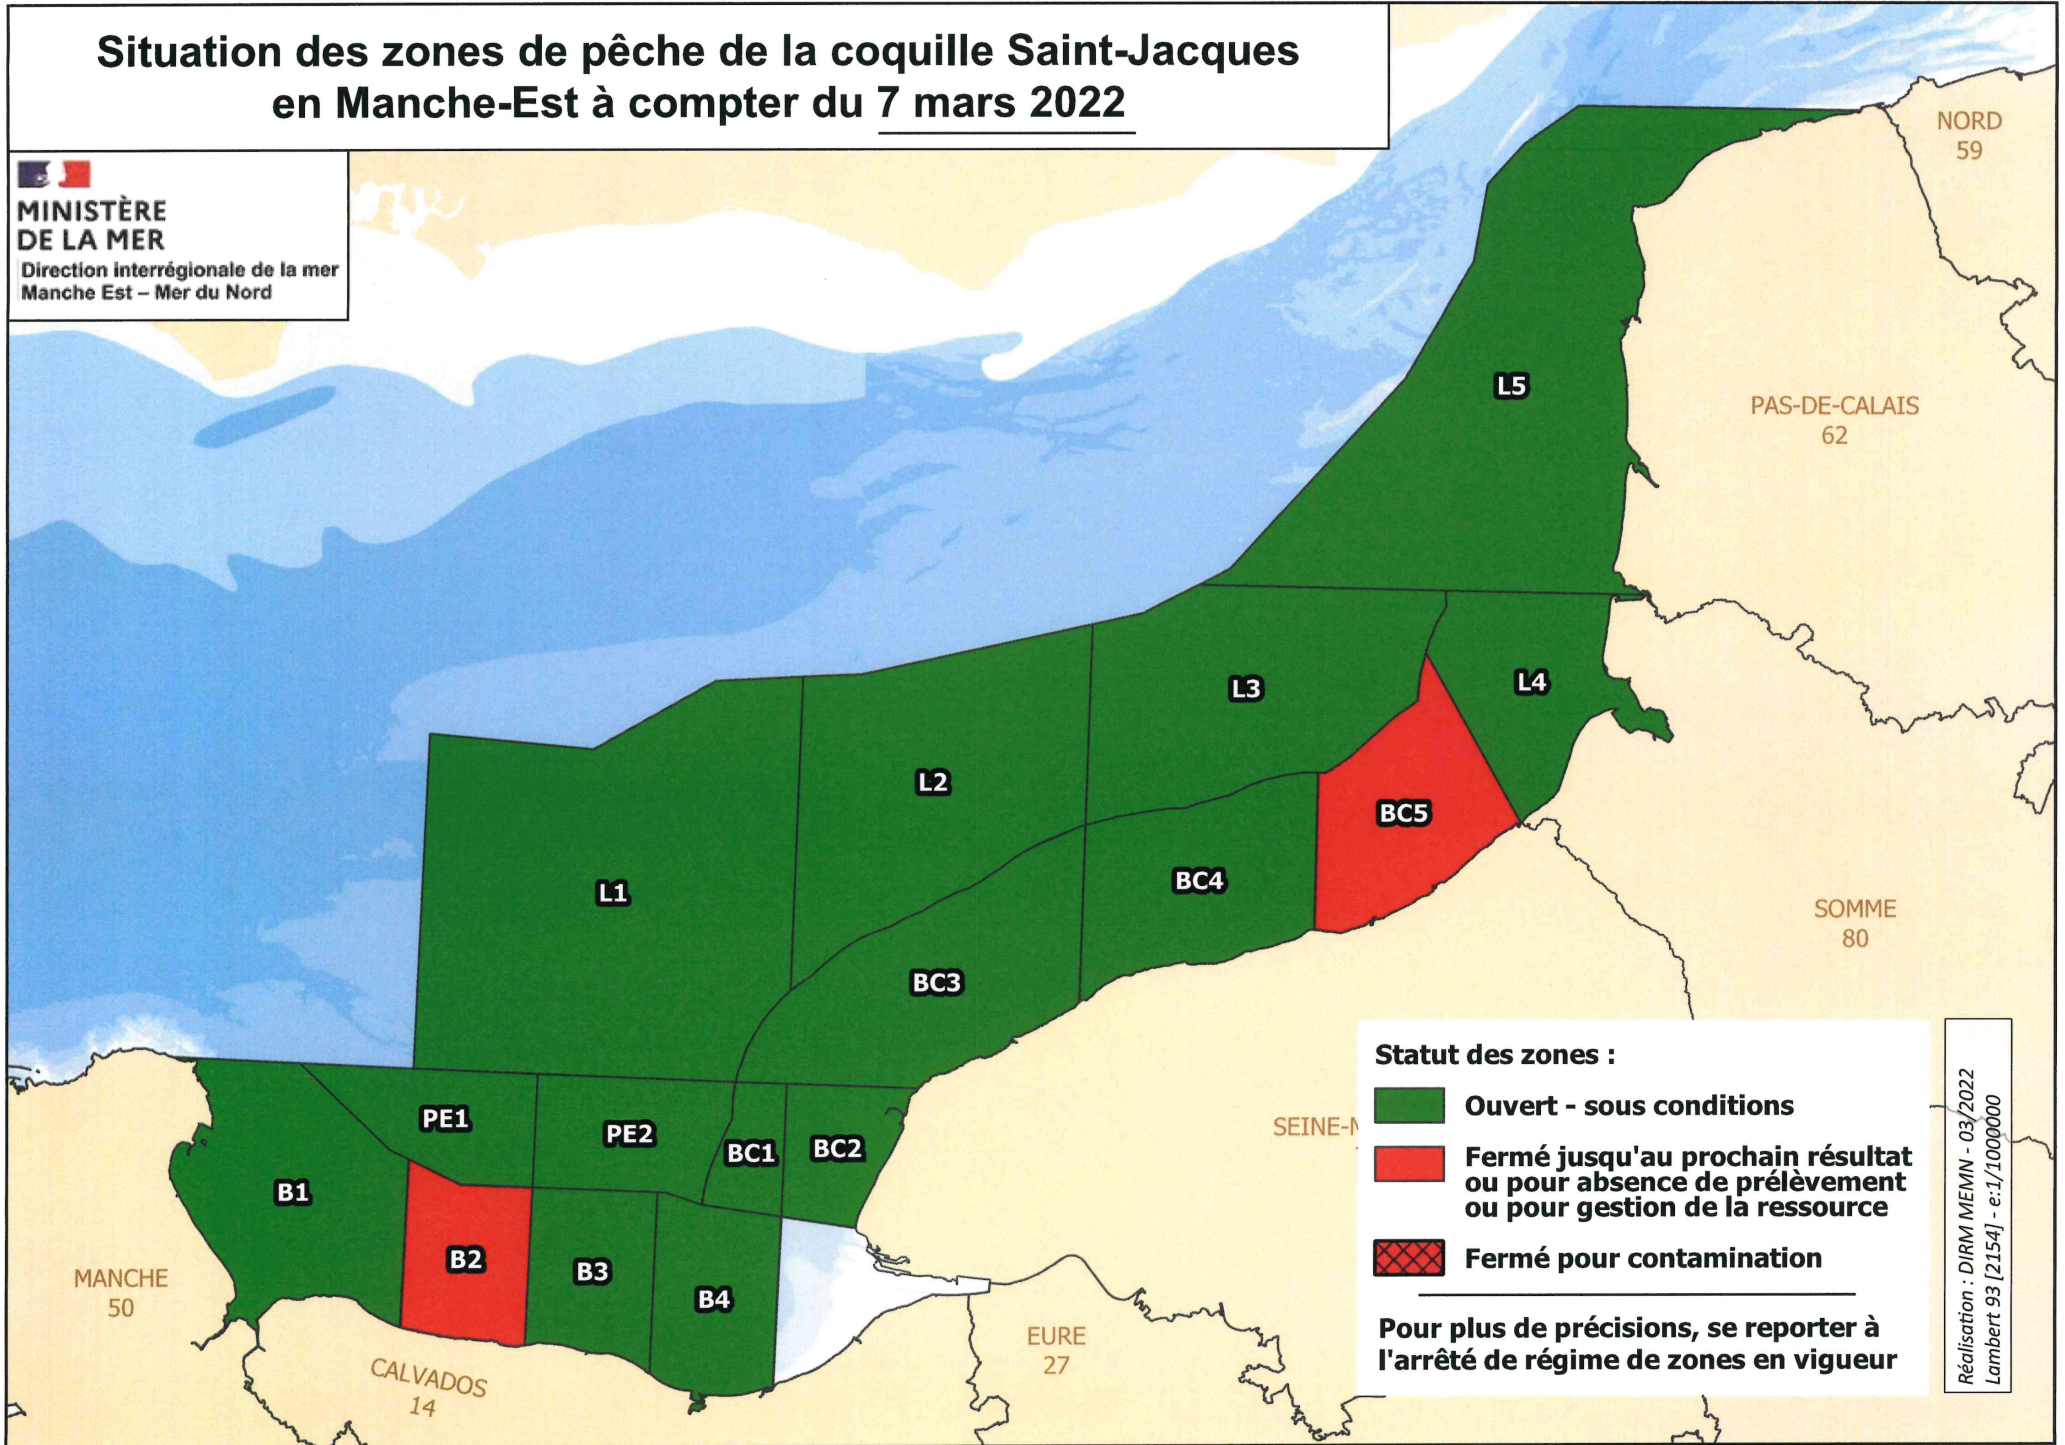 Situation des zones de pêche de la coquille Saint-Jacques
en Manche-Est à compter du 7 mars 2022
MINISTÈRE
DE LA MER
Direction interrégionale de la mer
Manche Est – Mer du Nord
NORD
59
L5
PAS-DE-CALAIS
62
L3
L4
L2
BC5
L1
BC4
SOMME
80
BC3
PE1
PE2
BC1
BC2
B1
B2
B3
B4
MANCHE
50
CALVADOS
14
EURE
27
SEINE-M
Statut des zones :
Ouvert - sous conditions
Fermé jusqu'au prochain résultat
ou pour absence de prélèvement
ou pour gestion de la ressource
Fermé pour contamination
Pour plus de précisions, se reporter à
l'arrêté de régime de zones en vigueur
Réalisation : DIRM MEMN - 03/2022
Lambert 93 [2154] - e:1/1000000